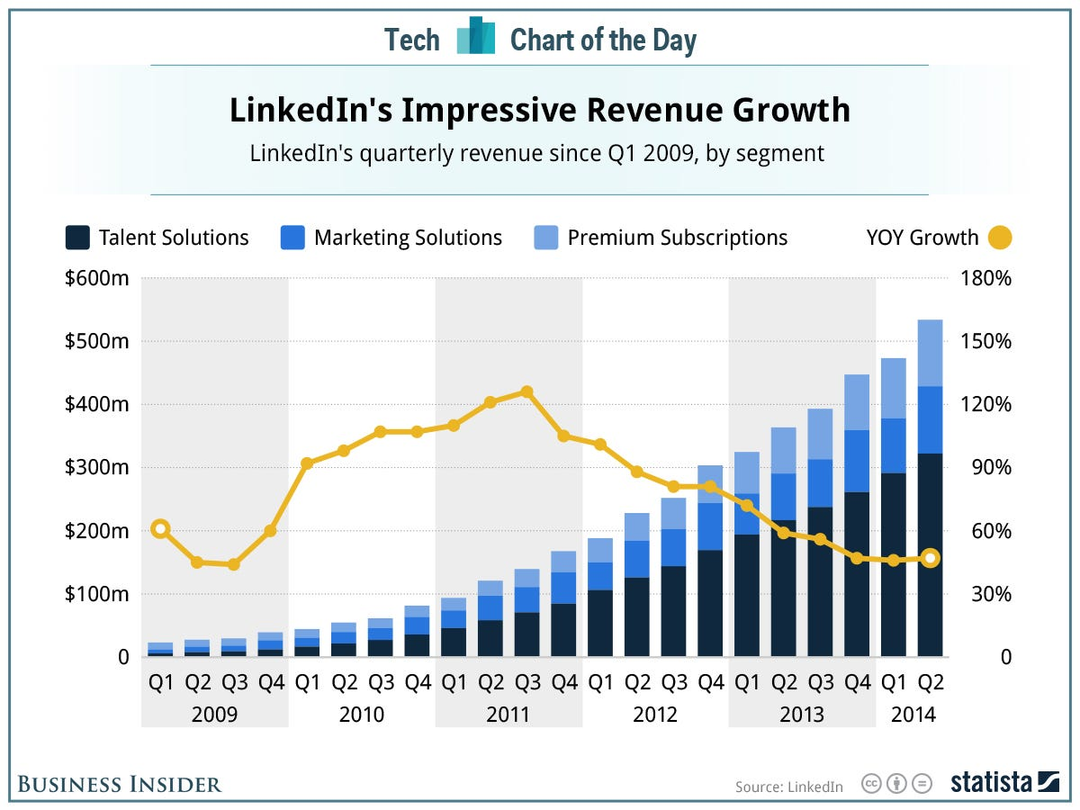 Tech Chart of the Day
LinkedIn's Impressive Revenue Growth
LinkedIn's quarterly revenue since Q1 2009, by segment
Talent Solutions Marketing Solutions Premium Subscriptions YOY Growth
$600m 180%
$500m 150%
$400m 120%
$300m 90%
$200m 60%
$100m 30%
0 0
Q1 Q2 Q3 Q4 Q1 Q2 Q3 Q4 Q1 Q2 Q3 Q4 Q1 Q2 Q3 Q4 Q1 Q2 Q3 Q4 Q1 Q2
2009 2010 2011 2012 2013 2014
BUSINESS INSIDER Source: LinkedIn cc statista